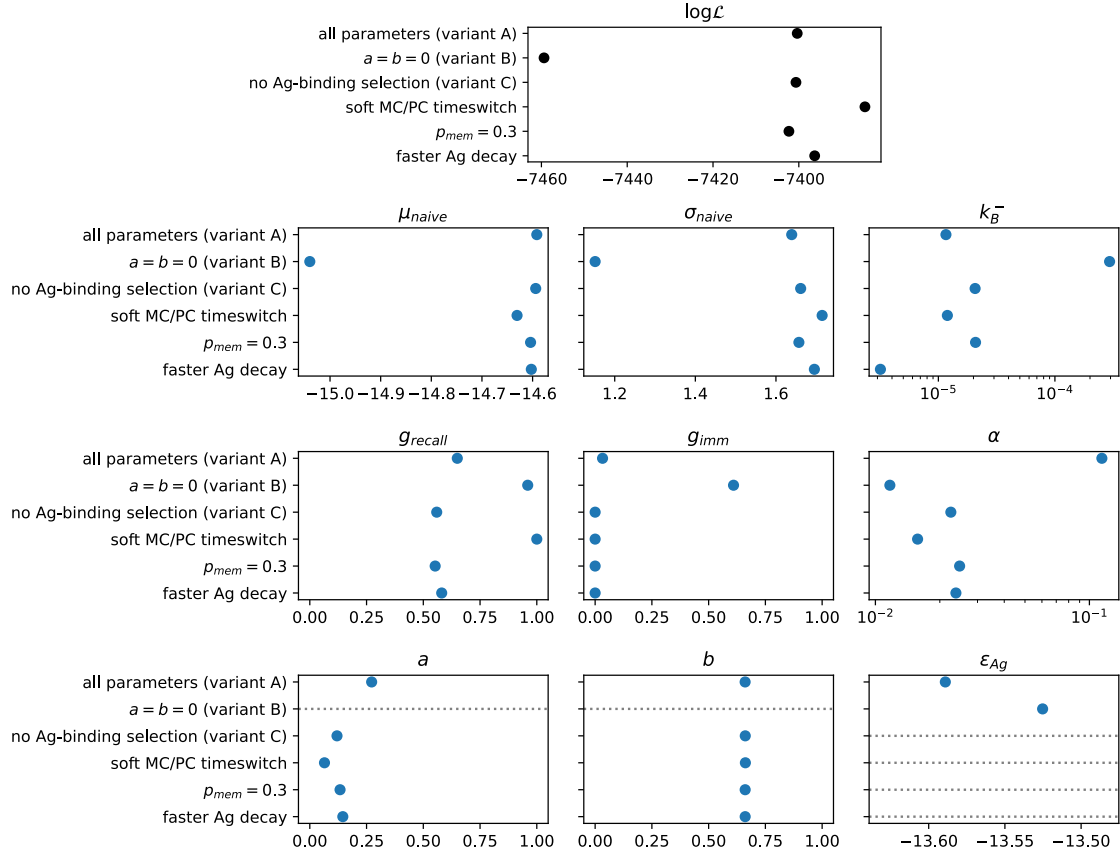 log ℒ
all parameters (variant A)
a = b = 0 (variant B)
no Ag-binding selection (variant C)
soft MC/PC timeswitch
p_mem = 0.3
faster Ag decay
−7460 −7440 −7420 −7400
μ_naive σ_naive k_B^−
all parameters (variant A)
a = b = 0 (variant B)
no Ag-binding selection (variant C)
soft MC/PC timeswitch
p_mem = 0.3
faster Ag decay
−15.0 −14.9 −14.8 −14.7 −14.6 1.2 1.4 1.6 10^−5 10^−4
g_recall g_imm α
all parameters (variant A)
a = b = 0 (variant B)
no Ag-binding selection (variant C)
soft MC/PC timeswitch
p_mem = 0.3
faster Ag decay
0.00 0.25 0.50 0.75 1.00 0.00 0.25 0.50 0.75 1.00 10^−2 10^−1
a b ε_Ag
all parameters (variant A)
a = b = 0 (variant B)
no Ag-binding selection (variant C)
soft MC/PC timeswitch
p_mem = 0.3
faster Ag decay
0.00 0.25 0.50 0.75 1.00 0.00 0.25 0.50 0.75 1.00 −13.60 −13.55 −13.50